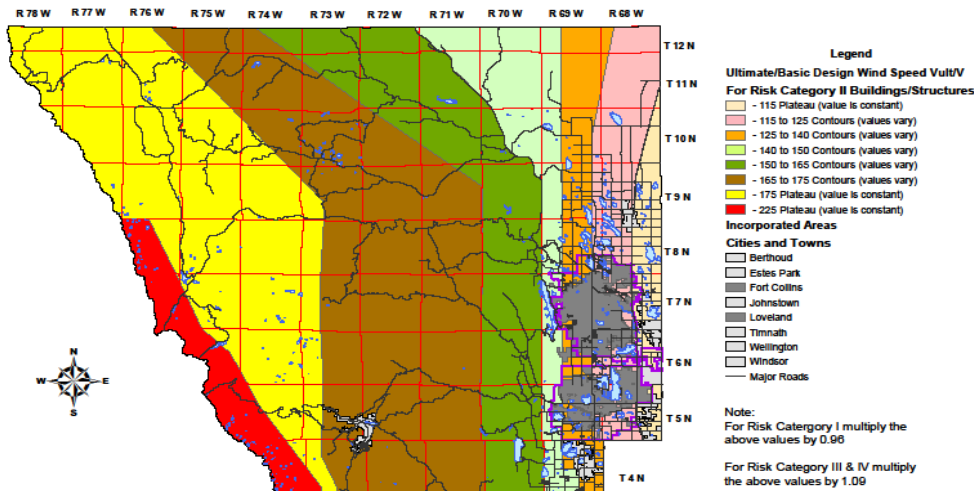 R 78 W R 77 W R 76 W R 75 W R 74 W R 73 W R 72 W R 71 W R 70 W R 69 W R 68 W
T 12 N
T 11 N
T 10 N
T 9 N
T 8 N
T 7 N
T 6 N
T 5 N
T 4 N
N
W E
S
Legend
Ultimate/Basic Design Wind Speed Vult/V
For Risk Category II Buildings/Structures
- 115 Plateau (value is constant)
- 115 to 125 Contours (values vary)
- 125 to 140 Contours (values vary)
- 140 to 150 Contours (values vary)
- 150 to 165 Contours (values vary)
- 165 to 175 Contours (values vary)
- 175 Plateau (value is constant)
- 225 Plateau (value is constant)
Incorporated Areas
Cities and Towns
Berthoud
Estes Park
Fort Collins
Johnstown
Loveland
Timnath
Wellington
Windsor
Major Roads
Note:
For Risk Catergory I multiply the
above values by 0.96
For Risk Category III & IV multiply
the above values by 1.09